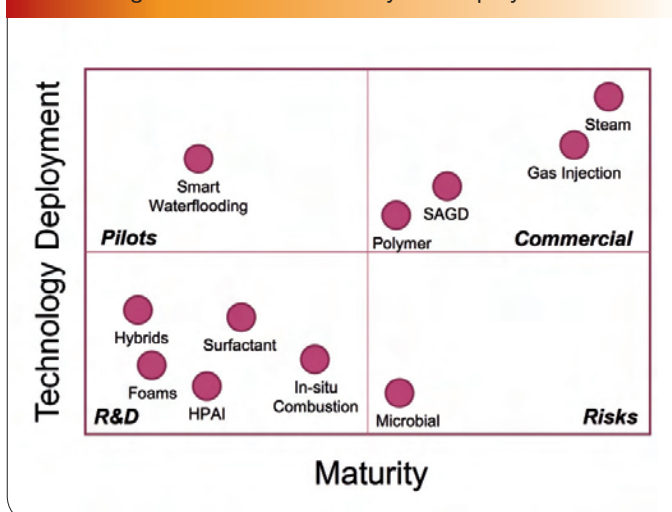 Technology Deployment
Steam
Gas Injection
Smart
Waterflooding
SAGD
Polymer
Pilots
Commercial
Hybrids
Surfactant
Foams
In-situ
Combustion
HPAI
Microbial
R&D
Risks
Maturity